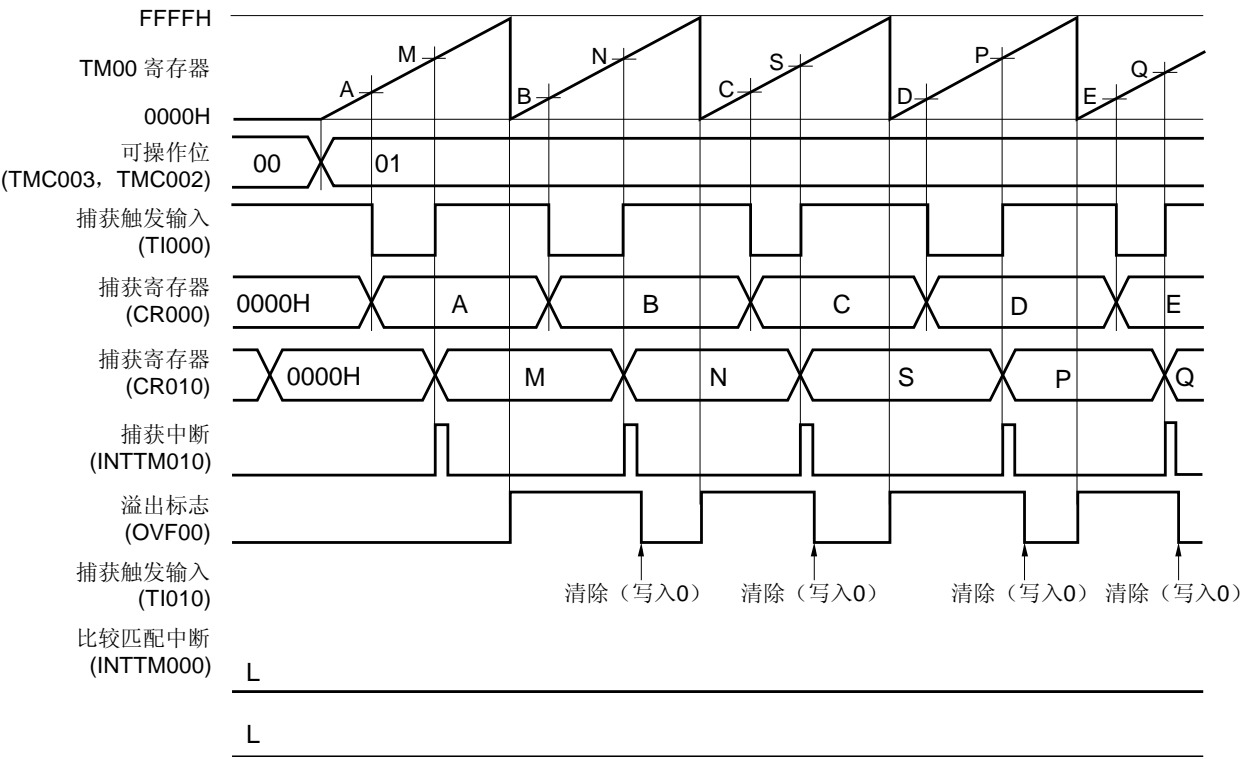 FFFFH
TM00 寄存器
0000H
A
M
B
N
C
S
D
P
E
Q
可操作位
(TMC003，TMC002)
00
01
捕获触发输入
(TI000)
捕获寄存器
(CR000)
0000H
A
B
C
D
E
捕获寄存器
(CR010)
0000H
M
N
S
P
Q
捕获中断
(INTTM010)
溢出标志
(OVF00)
清除（写入0）
清除（写入0）
清除（写入0）
清除（写入0）
捕获触发输入
(TI010)
比较匹配中断
(INTTM000)
L
L